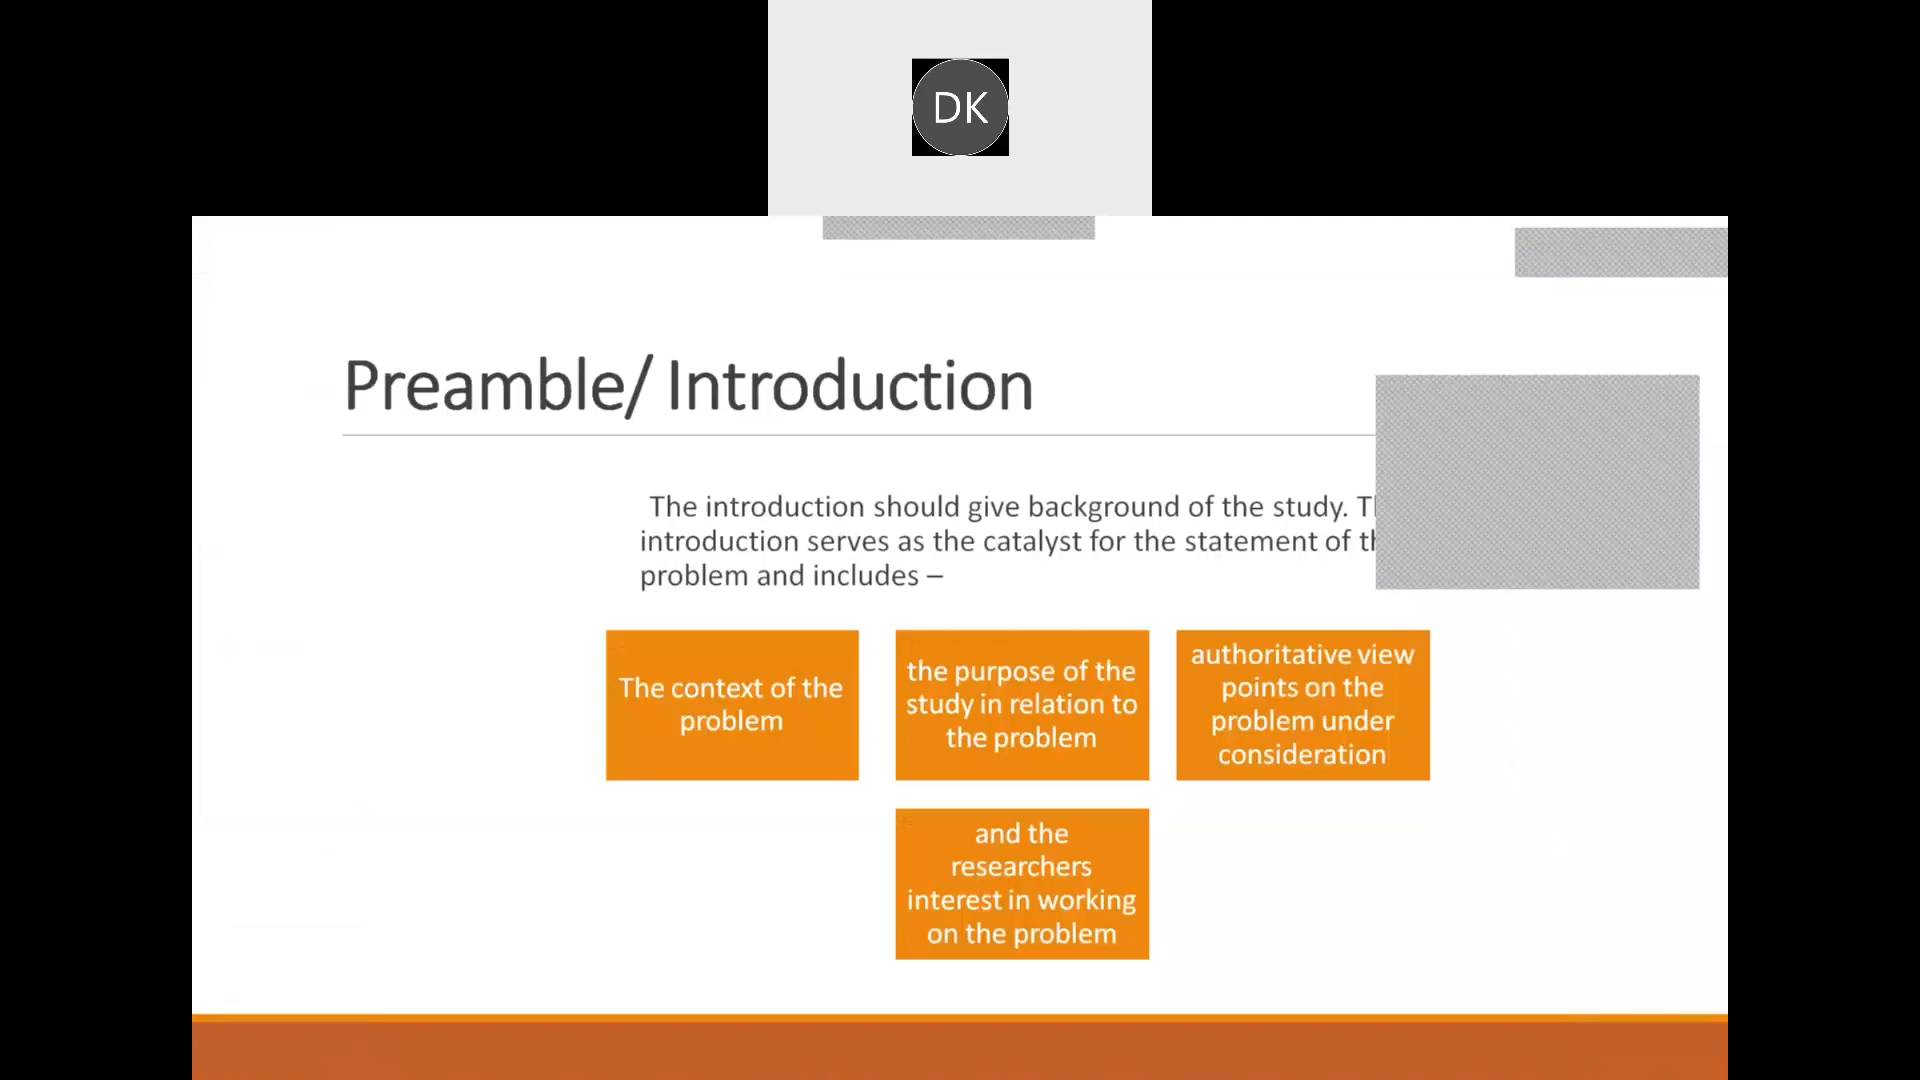 DK
Preamble/ Introduction
The introduction should give background of the study.
introduction serves as the catalyst for the statement of
problem and includes –
The context of the
problem
the purpose of the
study in relation to
the problem
authoritative view
points on the
problem under
consideration
and the
researchers
interest in working
on the problem